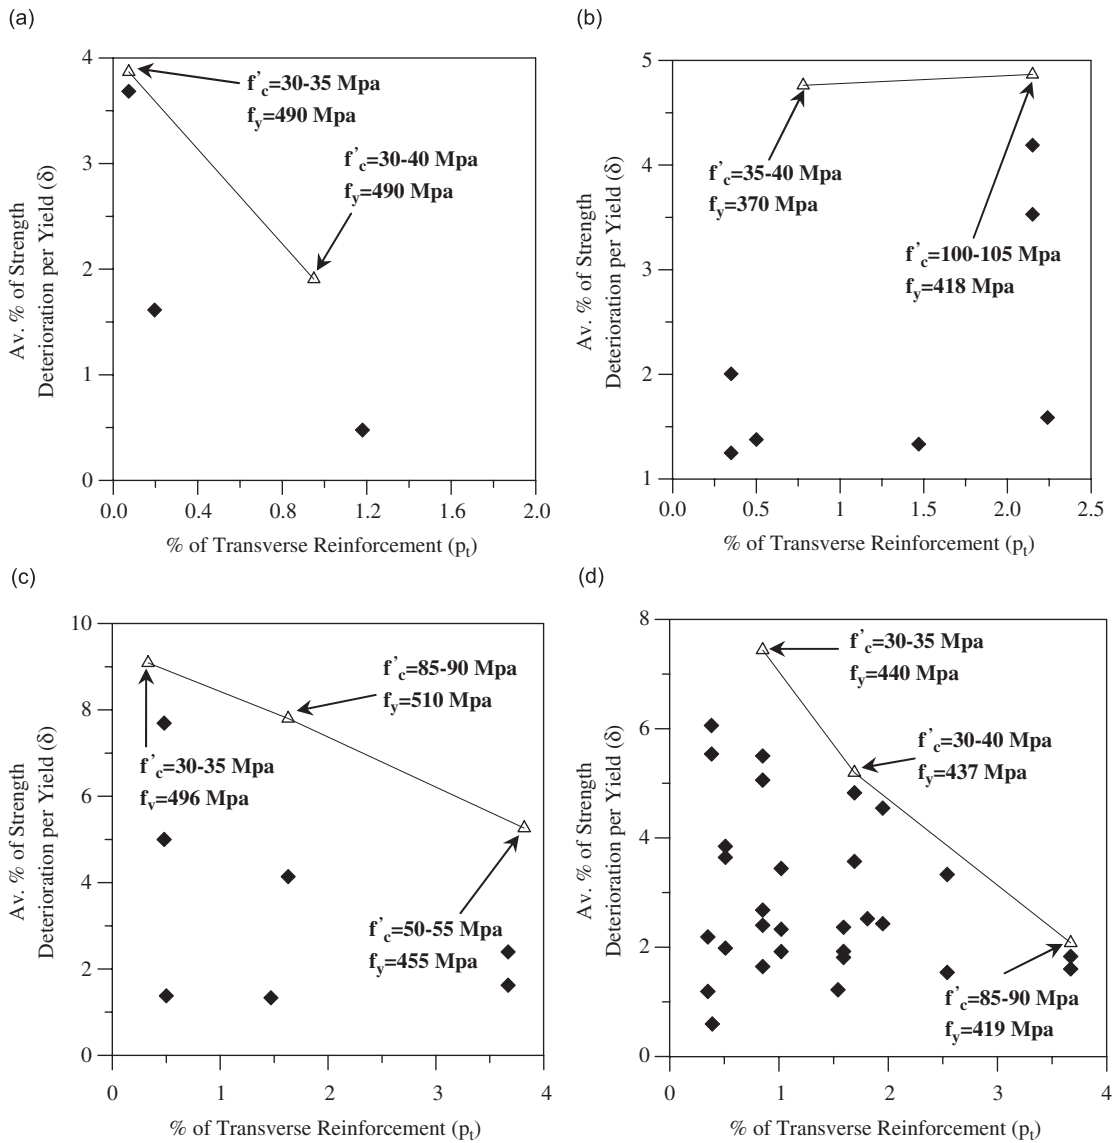 (a)
4
3
2
1
0
0.0
0.4
0.8
1.2
1.6
2.0
f'c=30-35 Mpa
fy=490 Mpa
f'c=30-40 Mpa
fy=490 Mpa
Av. % of Strength
Deterioration per Yield (δ)
% of Transverse Reinforcement (pt)
(b)
5
4
3
2
1
0.0
0.5
1
1.5
2.0
2.5
f'c=35-40 Mpa
fy=370 Mpa
f'c=100-105 Mpa
fy=418 Mpa
Av. % of Strength
Deterioration per Yield (δ)
% of Transverse Reinforcement (pt)
(c)
10
8
6
4
2
0
0
1
2
3
4
f'c=85-90 Mpa
fy=510 Mpa
f'c=30-35 Mpa
fy=496 Mpa
f'c=50-55 Mpa
fy=455 Mpa
Av. % of Strength
Deterioration per Yield (δ)
% of Transverse Reinforcement (pt)
(d)
8
6
4
2
0
0
1
2
3
4
f'c=30-35 Mpa
fy=440 Mpa
f'c=30-40 Mpa
fy=437 Mpa
f'c=85-90 Mpa
fy=419 Mpa
Av. % of Strength
Deterioration per Yield (δ)
% of Transverse Reinforcement (pt)